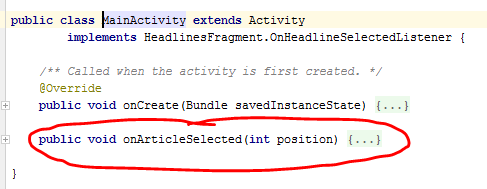 public class MainActivity extends Activity
implements HeadlinesFragment.OnHeadlineSelectedListener {
/** Called when the activity is first created. */
@Override
public void onCreate(Bundle savedInstanceState) {...}
public void onArticleSelected(int position) {...}
}